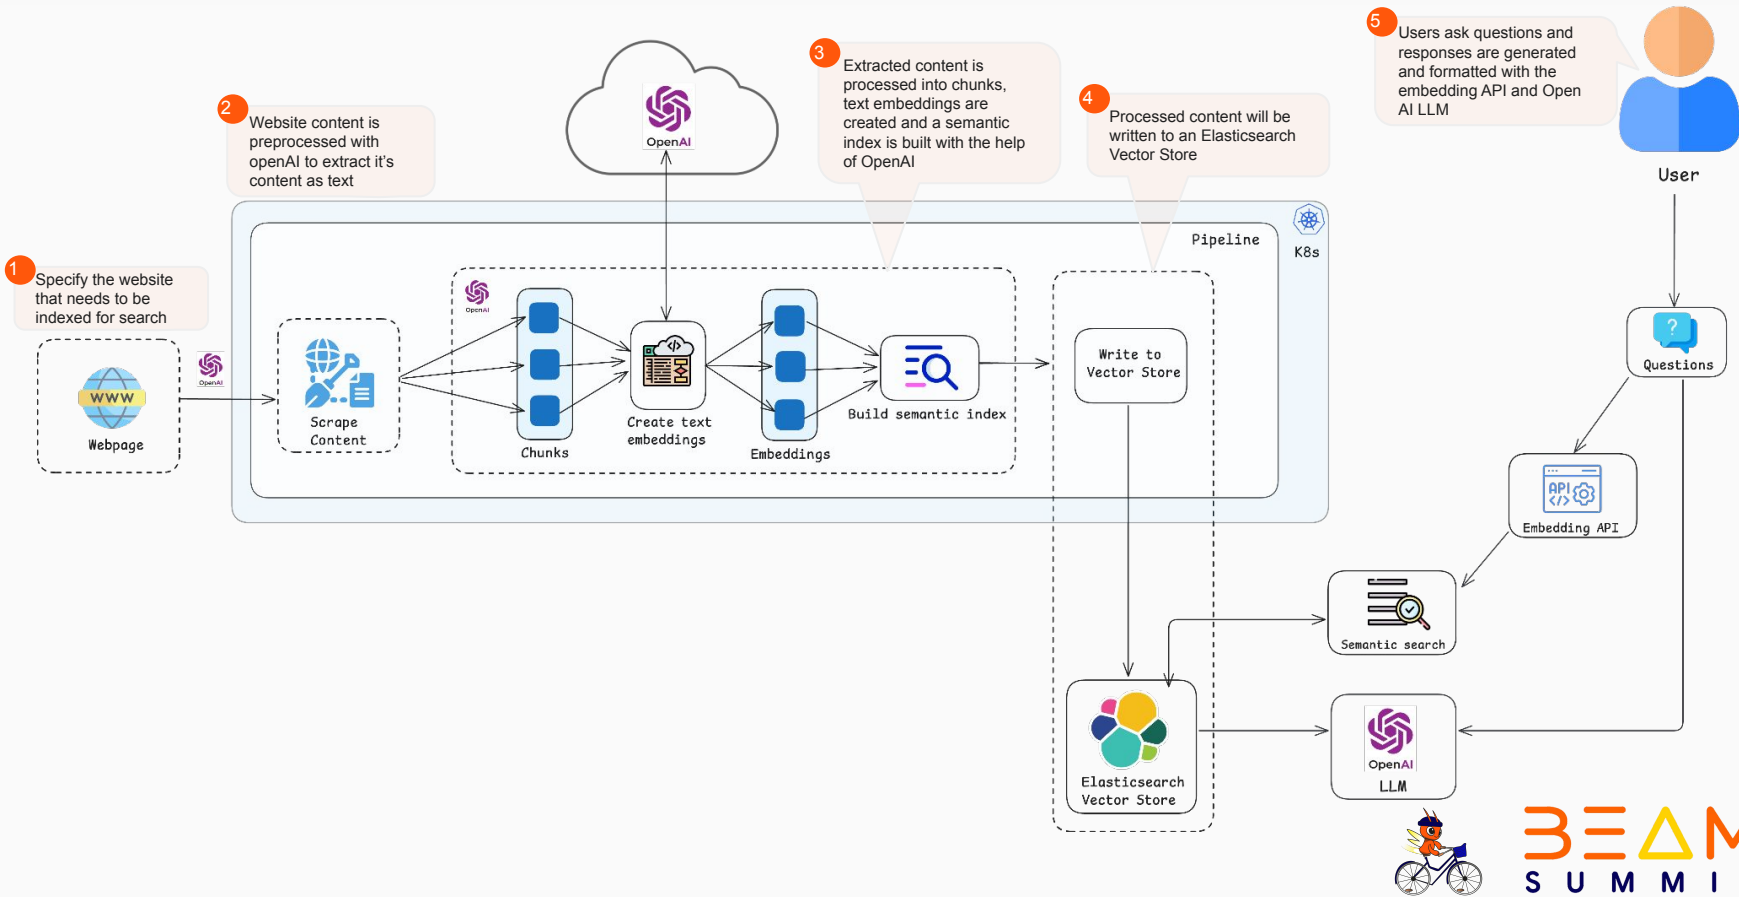 1
Specify the website
that needs to be
indexed for search
WWW
Webpage
OpenAI
2
Website content is
preprocessed with
openAI to extract it's
content as text
Scrape
Content
OpenAI
OpenAI
Chunks
Create text
embeddings
Embeddings
Build semantic index
3
Extracted content is
processed into chunks,
text embeddings are
created and a semantic
index is built with the help
of OpenAI
4
Processed content will be
written to an Elasticsearch
Vector Store
Pipeline
K8s
Write to
Vector Store
Elasticsearch
Vector Store
5
Users ask questions and
responses are generated
and formatted with the
embedding API and Open
AI LLM
User
?
Questions
API
</>
Embedding API
Semantic search
OpenAI
LLM
BEAM
SUMMI